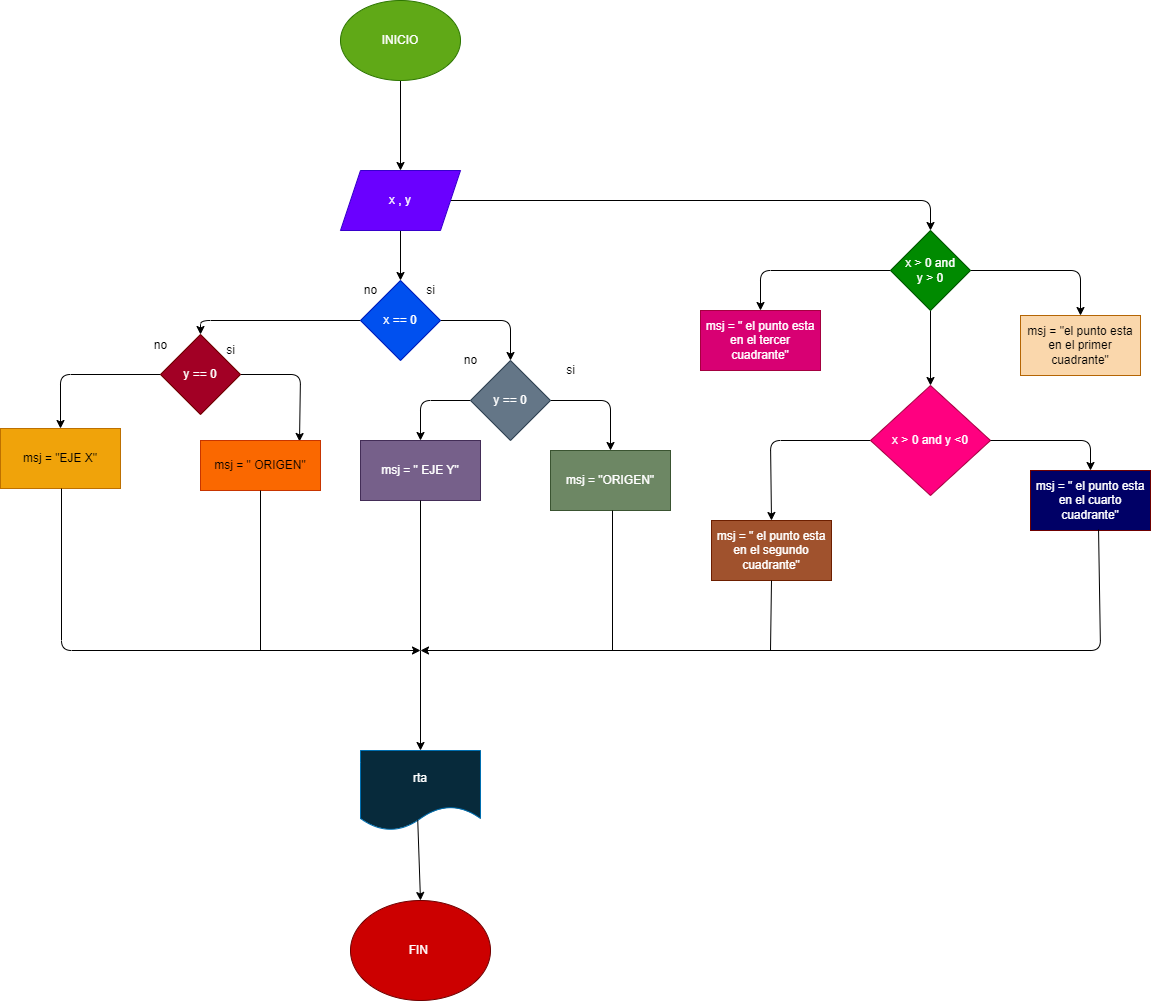 INICIO
x , y
x > 0 and
y > 0
no
si
x == 0
msj = " el punto esta
en el tercer
cuadrante"
msj = "el punto esta
en el primer
cuadrante"
no
si
y == 0
no
si
y == 0
x > 0 and y <0
msj = "EJE X"
msj = " ORIGEN"
msj = " EJE Y"
msj = "ORIGEN"
msj = " el punto esta
en el cuarto
cuadrante"
msj = " el punto esta
en el segundo
cuadrante"
rta
FIN